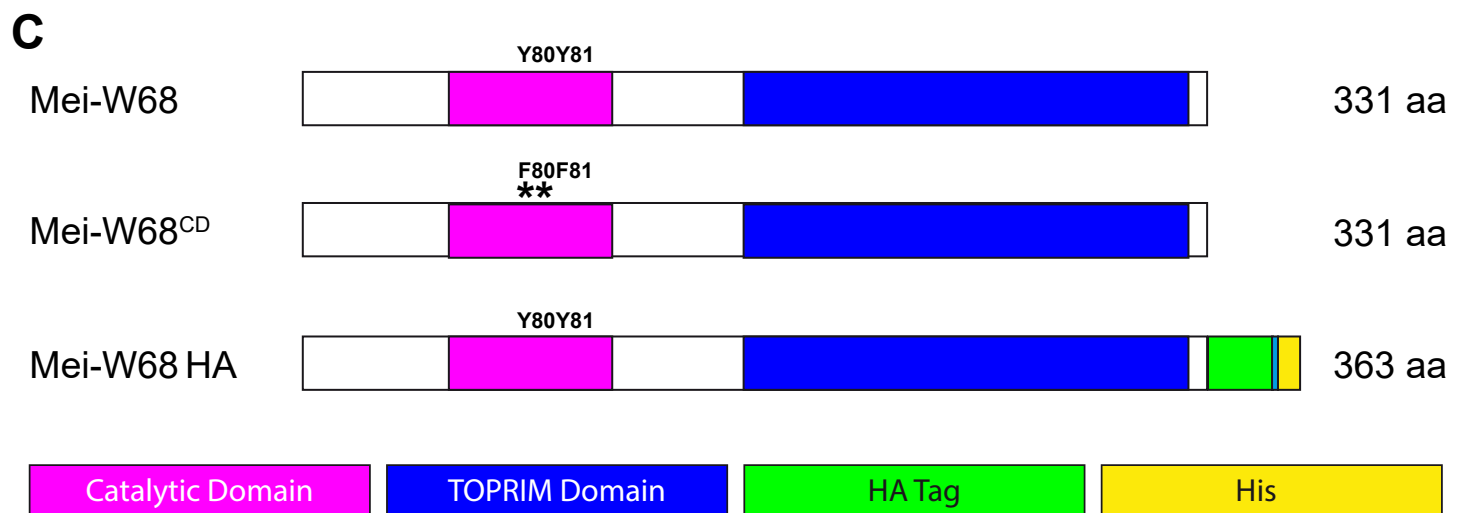 C
Y80Y81
Mei-W68 331 aa
F80F81
**
Mei-W68CD 331 aa
Y80Y81
Mei-W68 HA 363 aa
Catalytic Domain TOPRIM Domain HA Tag His